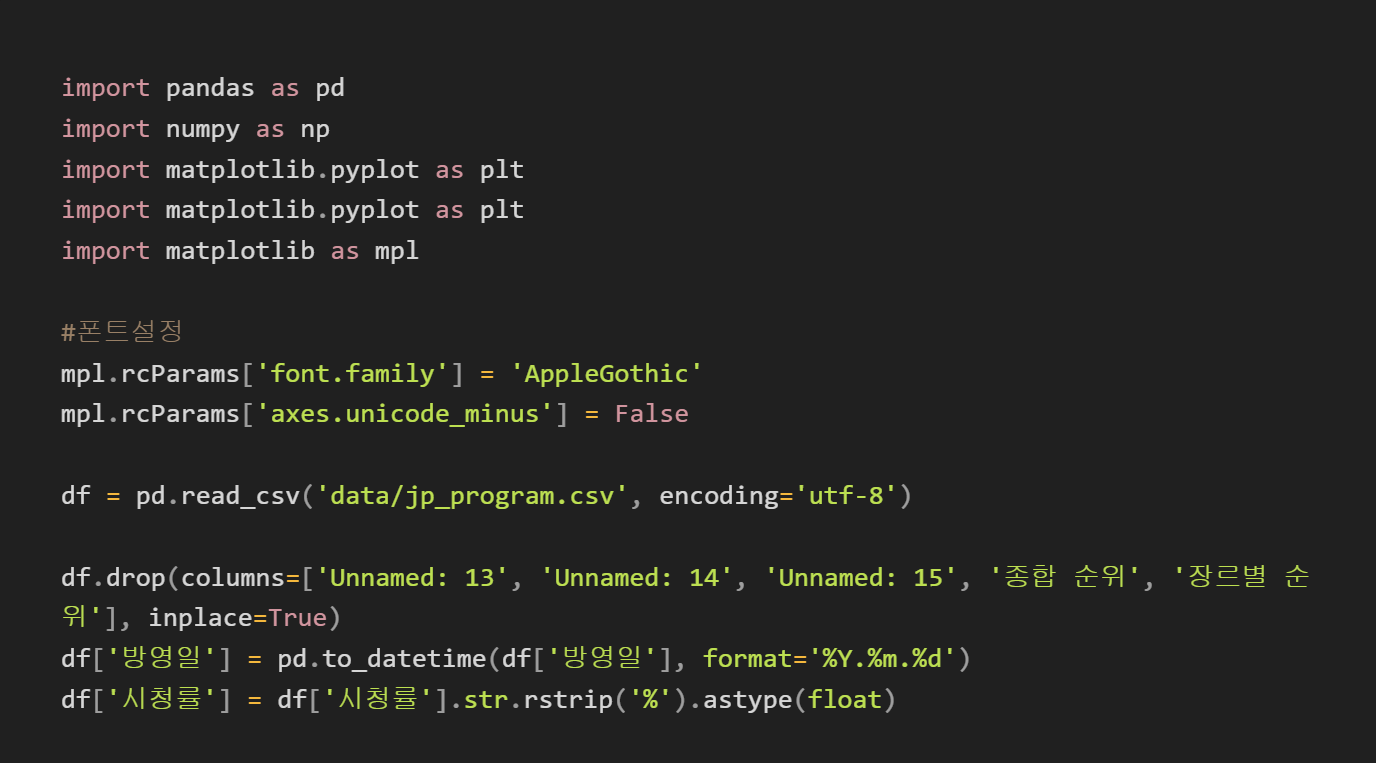 import pandas as pd
import numpy as np
import matplotlib.pyplot as plt
import matplotlib.pyplot as plt
import matplotlib as mpl
#폰트설정
mpl.rcParams['font.family'] = 'AppleGothic'
mpl.rcParams['axes.unicode_minus'] = False
df = pd.read_csv('data/jp_program.csv', encoding='utf-8')
df.drop(columns=['Unnamed: 13', 'Unnamed: 14', 'Unnamed: 15', '종합 순위', '장르별 순
위'], inplace=True)
df['방영일'] = pd.to_datetime(df['방영일'], format='%Y.%m.%d')
df['시청률'] = df['시청률'].str.rstrip('%').astype(float)